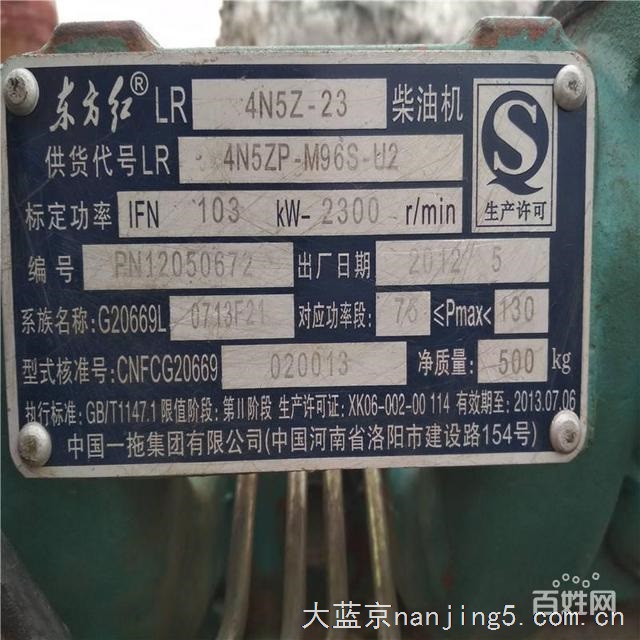 东方红® LR 4N5Z-23 柴油机
供货代号LR 4N5ZP-M96S-U2
标定功率 IFN 103 kW- 2300 r/min
生产许可
编号 PN12050672 出厂日期 2012 5
系族名称:G20669L 0713F21 对应功率段: 75 ≤Pmax< 130
型式核准号:CNFCG20669 020013 净质量: 500 kg
执行标准:GB/T1147.1 限值阶段:第II阶段 生产许可证:XK06-002-00 114 有效期至:2013.07.06
中国一拖集团有限公司(中国河南省洛阳市建设路154号)
百姓网
大蓝京nanjing5.com.cn